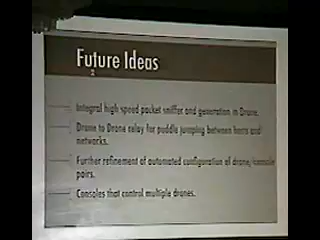 Future Ideas
Integral high speed packet sniffer and generation in Drone.
Drone to Drone relay for puddle jumping between hosts and
networks.
Further refinement of automated configuration of drone/console
pairs.
Consoles that control multiple drones.